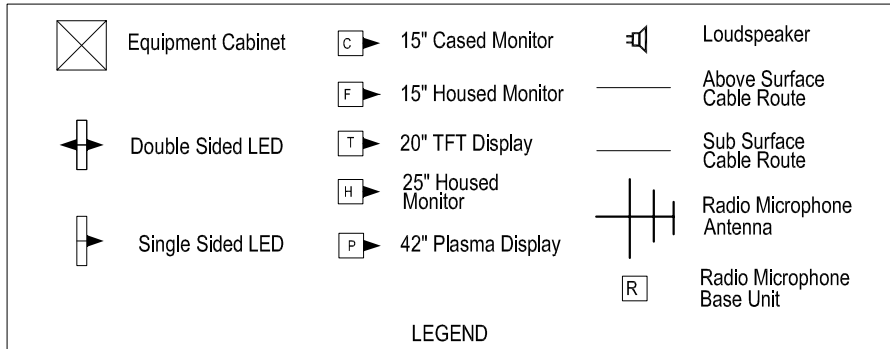 Equipment Cabinet
Double Sided LED
Single Sided LED
C 15" Cased Monitor
F 15" Housed Monitor
T 20" TFT Display
H 25" Housed
Monitor
P 42" Plasma Display
Loudspeaker
Above Surface
Cable Route
Sub Surface
Cable Route
Radio Microphone
Antenna
R Radio Microphone
Base Unit
LEGEND